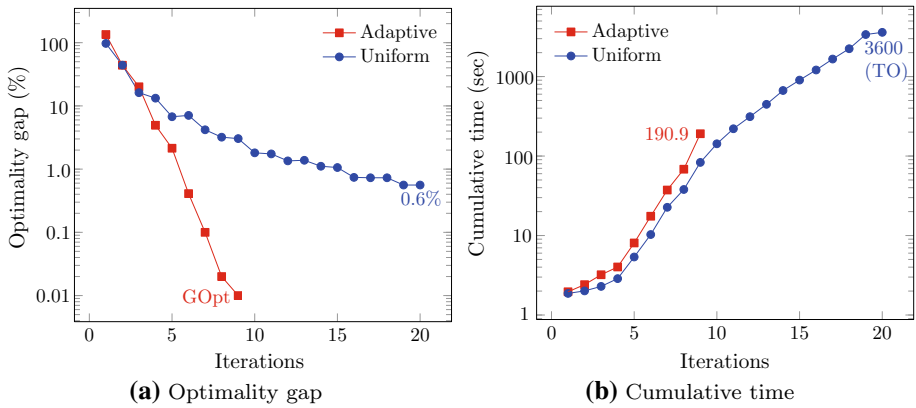 Optimality gap (%)
100
10
1.0
0.1
0.01
Adaptive
Uniform
0.6%
GOpt
0
5
10
15
20
Iterations
(a) Optimality gap
Cumulative time (sec)
1000
100
10
1
Adaptive
Uniform
3600
(TO)
190.9
0
5
10
15
20
Iterations
(b) Cumulative time